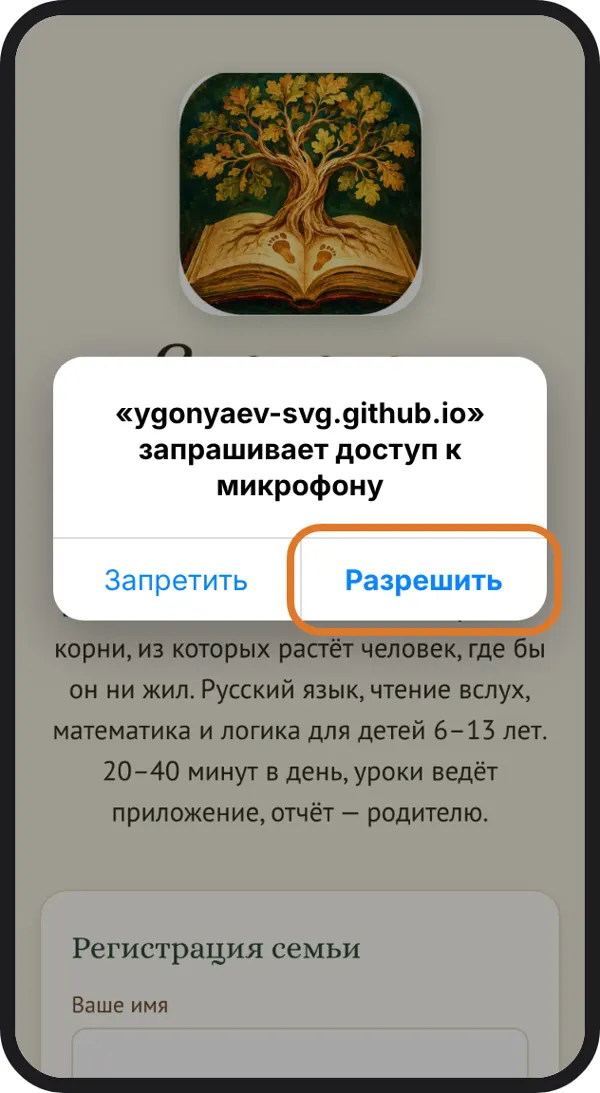 «ygonyaev-svg.github.io»
запрашивает доступ к
микрофону
Запретить
Разрешить
корни, из которых растёт человек, где бы
он ни жил. Русский язык, чтение вслух,
математика и логика для детей 6–13 лет.
20–40 минут в день, уроки ведёт
приложение, отчёт — родителю.
Регистрация семьи
Ваше имя